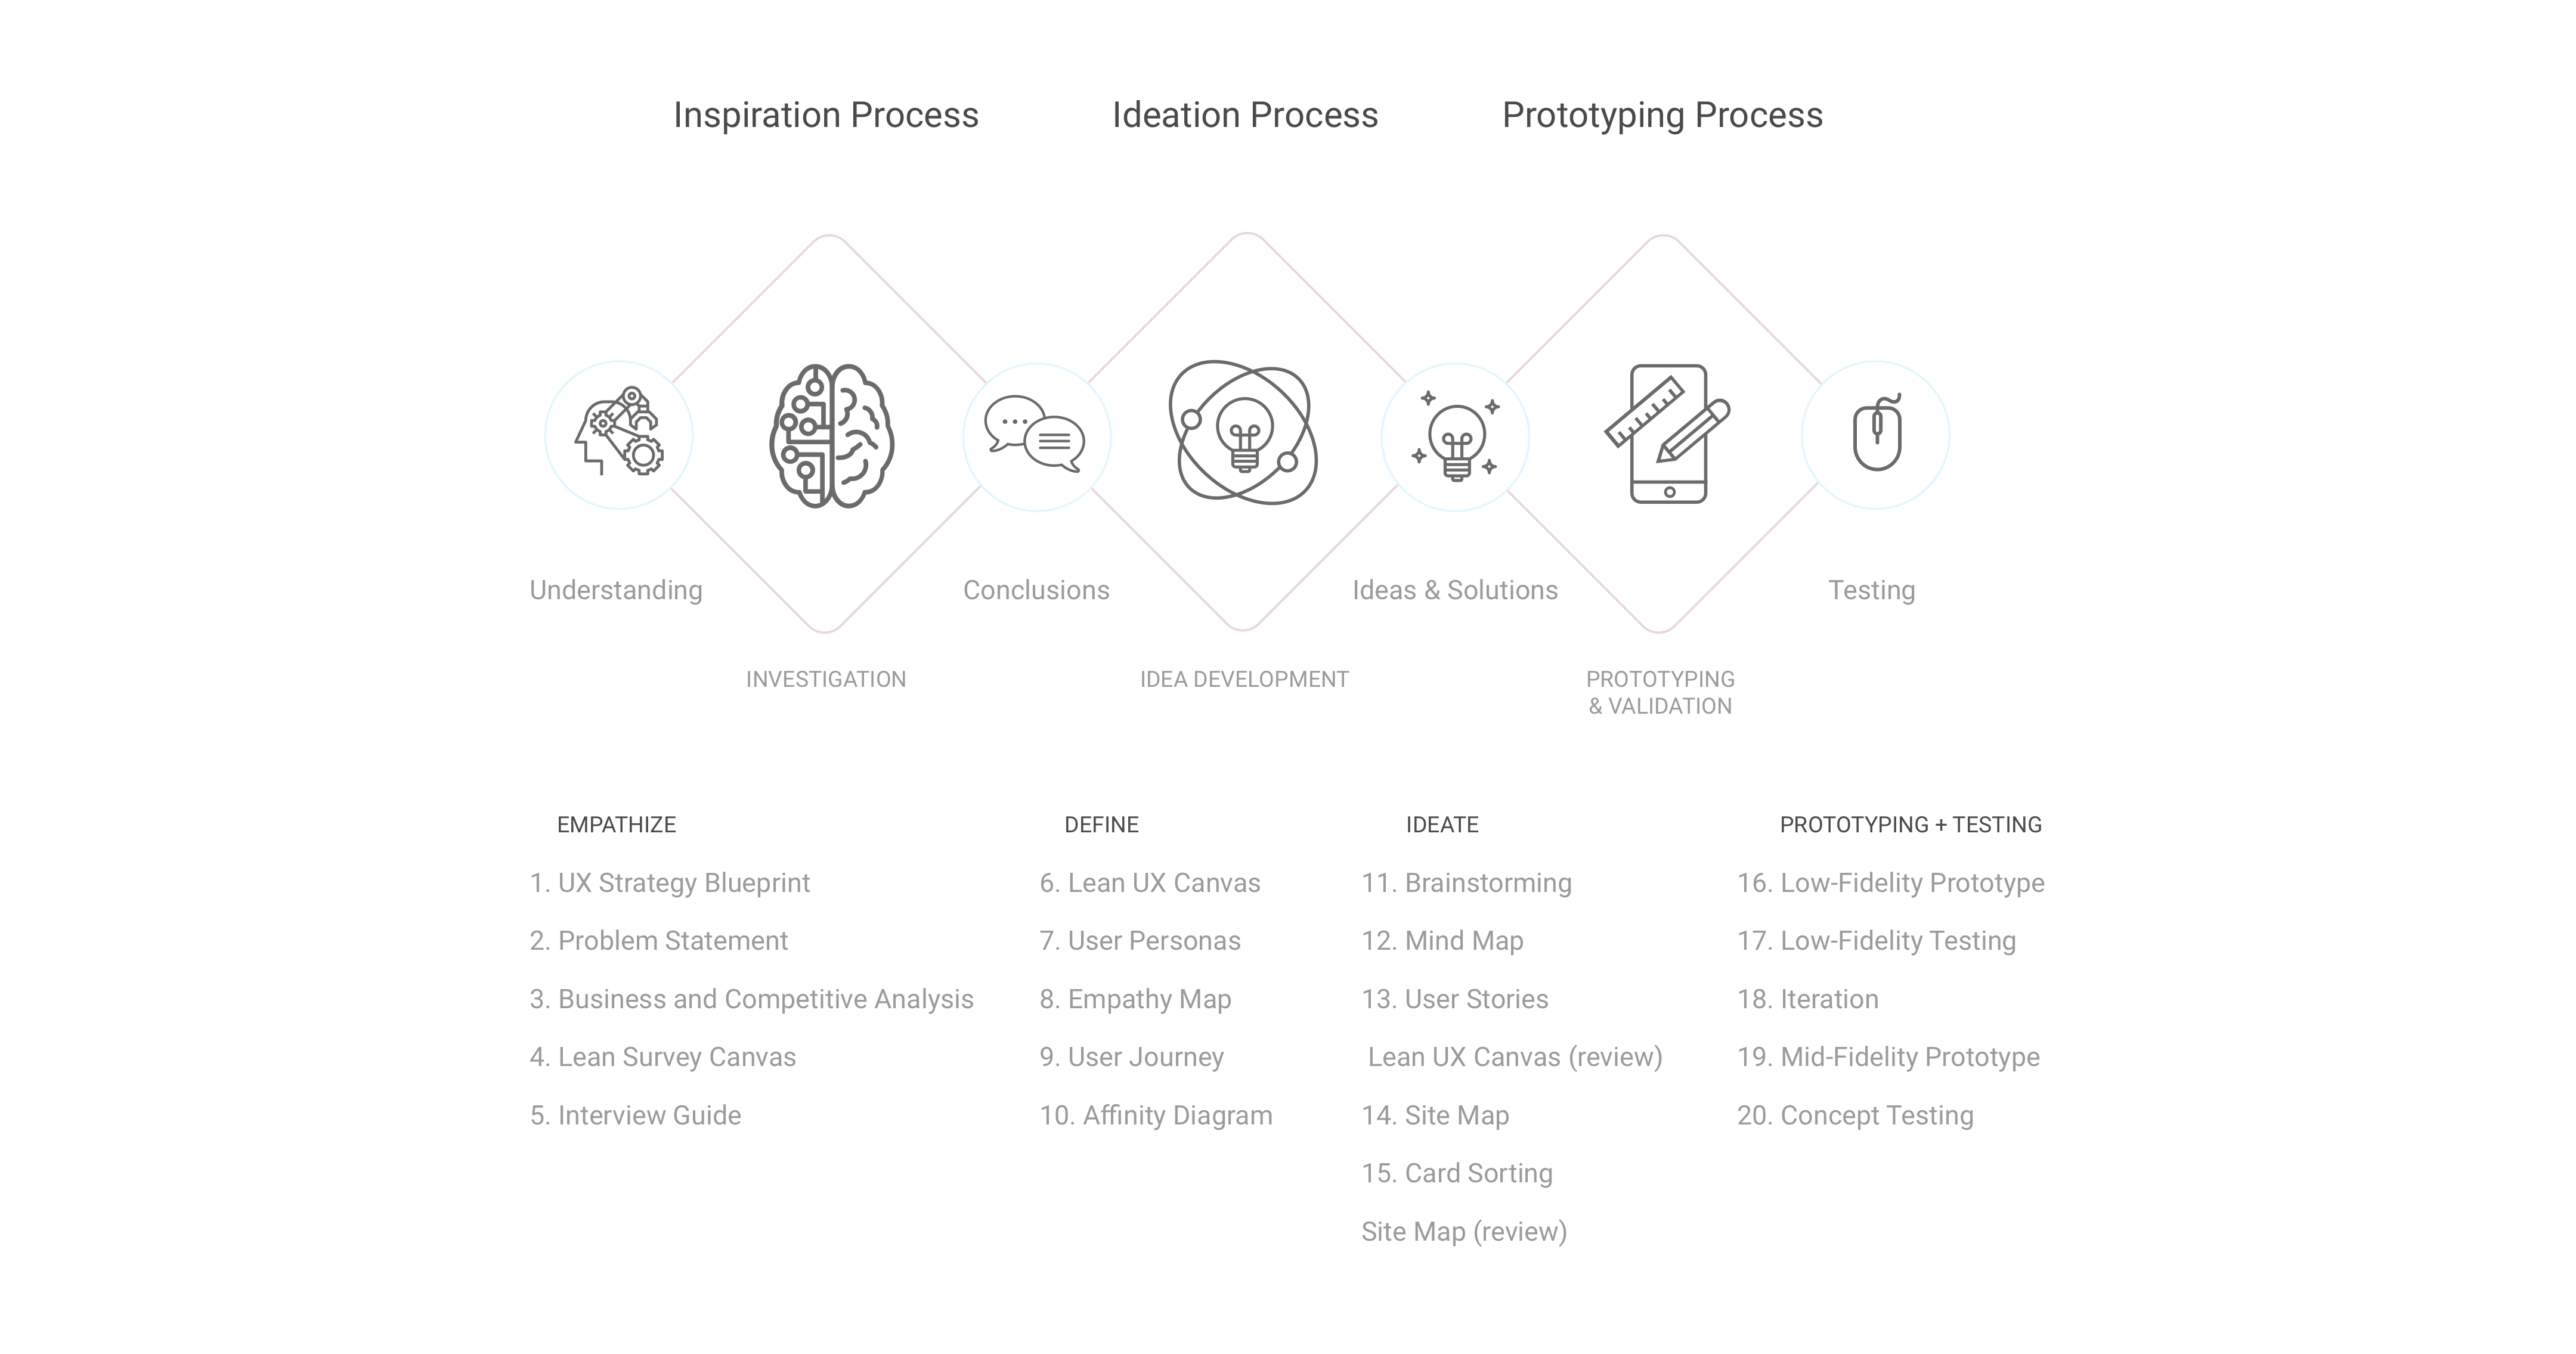 Inspiration Process
Ideation Process
Prototyping Process
Understanding
Conclusions
Ideas & Solutions
Testing
INVESTIGATION
IDEA DEVELOPMENT
PROTOTYPING
& VALIDATION
EMPATHIZE
1. UX Strategy Blueprint
2. Problem Statement
3. Business and Competitive Analysis
4. Lean Survey Canvas
5. Interview Guide
DEFINE
6. Lean UX Canvas
7. User Personas
8. Empathy Map
9. User Journey
10. Affinity Diagram
IDEATE
11. Brainstorming
12. Mind Map
13. User Stories
Lean UX Canvas (review)
14. Site Map
15. Card Sorting
Site Map (review)
PROTOTYPING + TESTING
16. Low-Fidelity Prototype
17. Low-Fidelity Testing
18. Iteration
19. Mid-Fidelity Prototype
20. Concept Testing